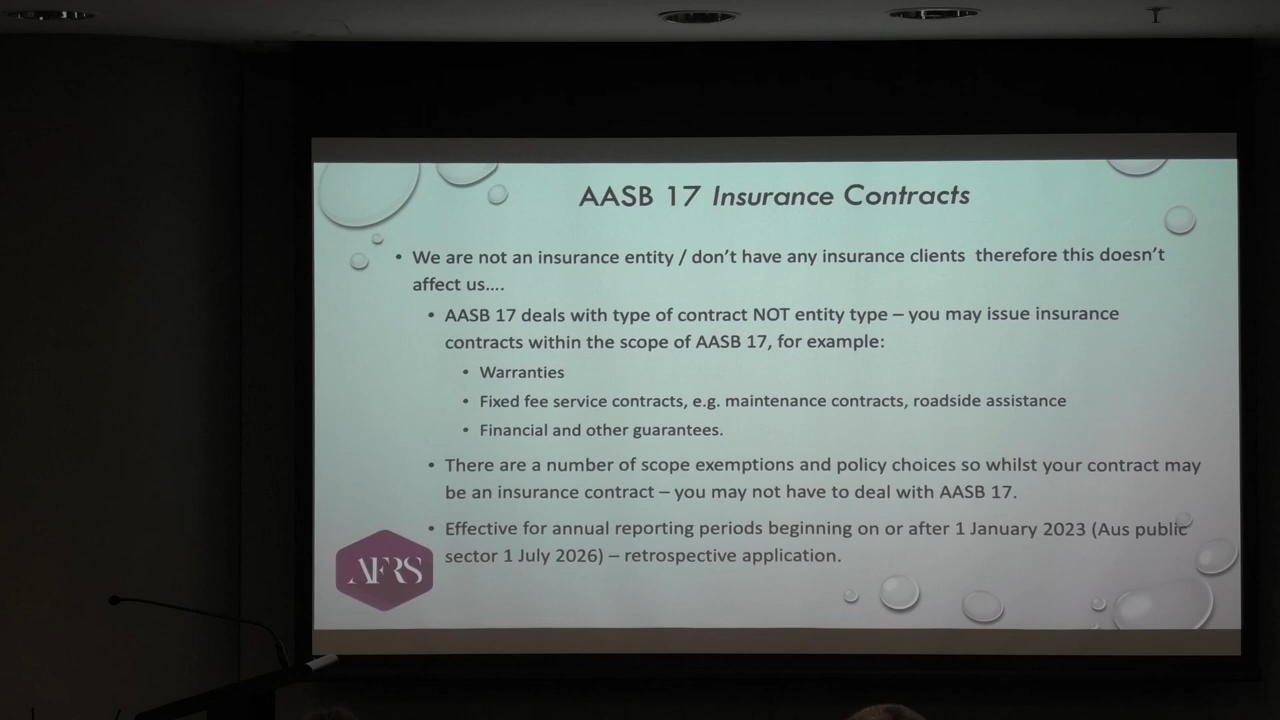 AASB 17 Insurance Contracts
• We are not an insurance entity / don't have any insurance clients therefore this doesn't
affect us....
• AASB 17 deals with type of contract NOT entity type – you may issue insurance
contracts within the scope of AASB 17, for example:
• Warranties
• Fixed fee service contracts, e.g. maintenance contracts, roadside assistance
• Financial and other guarantees.
• There are a number of scope exemptions and policy choices so whilst your contract may
be an insurance contract – you may not have to deal with AASB 17.
• Effective for annual reporting periods beginning on or after 1 January 2023 (Aus public
sector 1 July 2026) – retrospective application.
AFRS